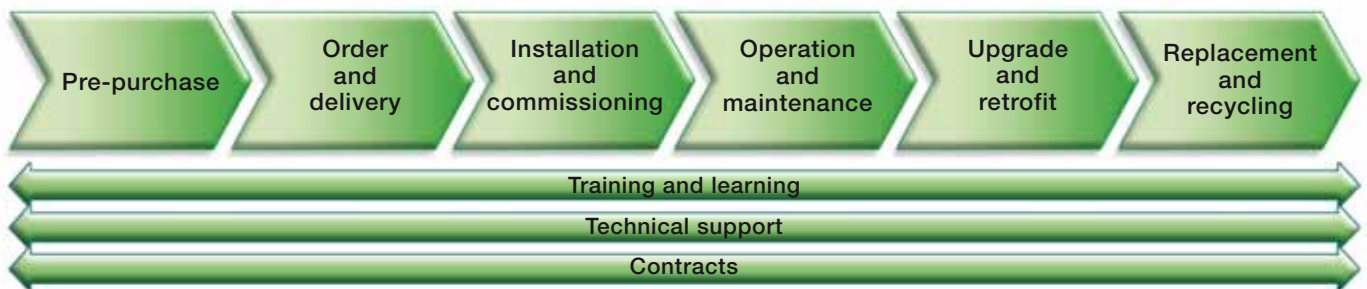 Pre-purchase
Order
and
delivery
Installation
and
commissioning
Operation
and
maintenance
Upgrade
and
retrofit
Replacement
and
recycling
Training and learning
Technical support
Contracts